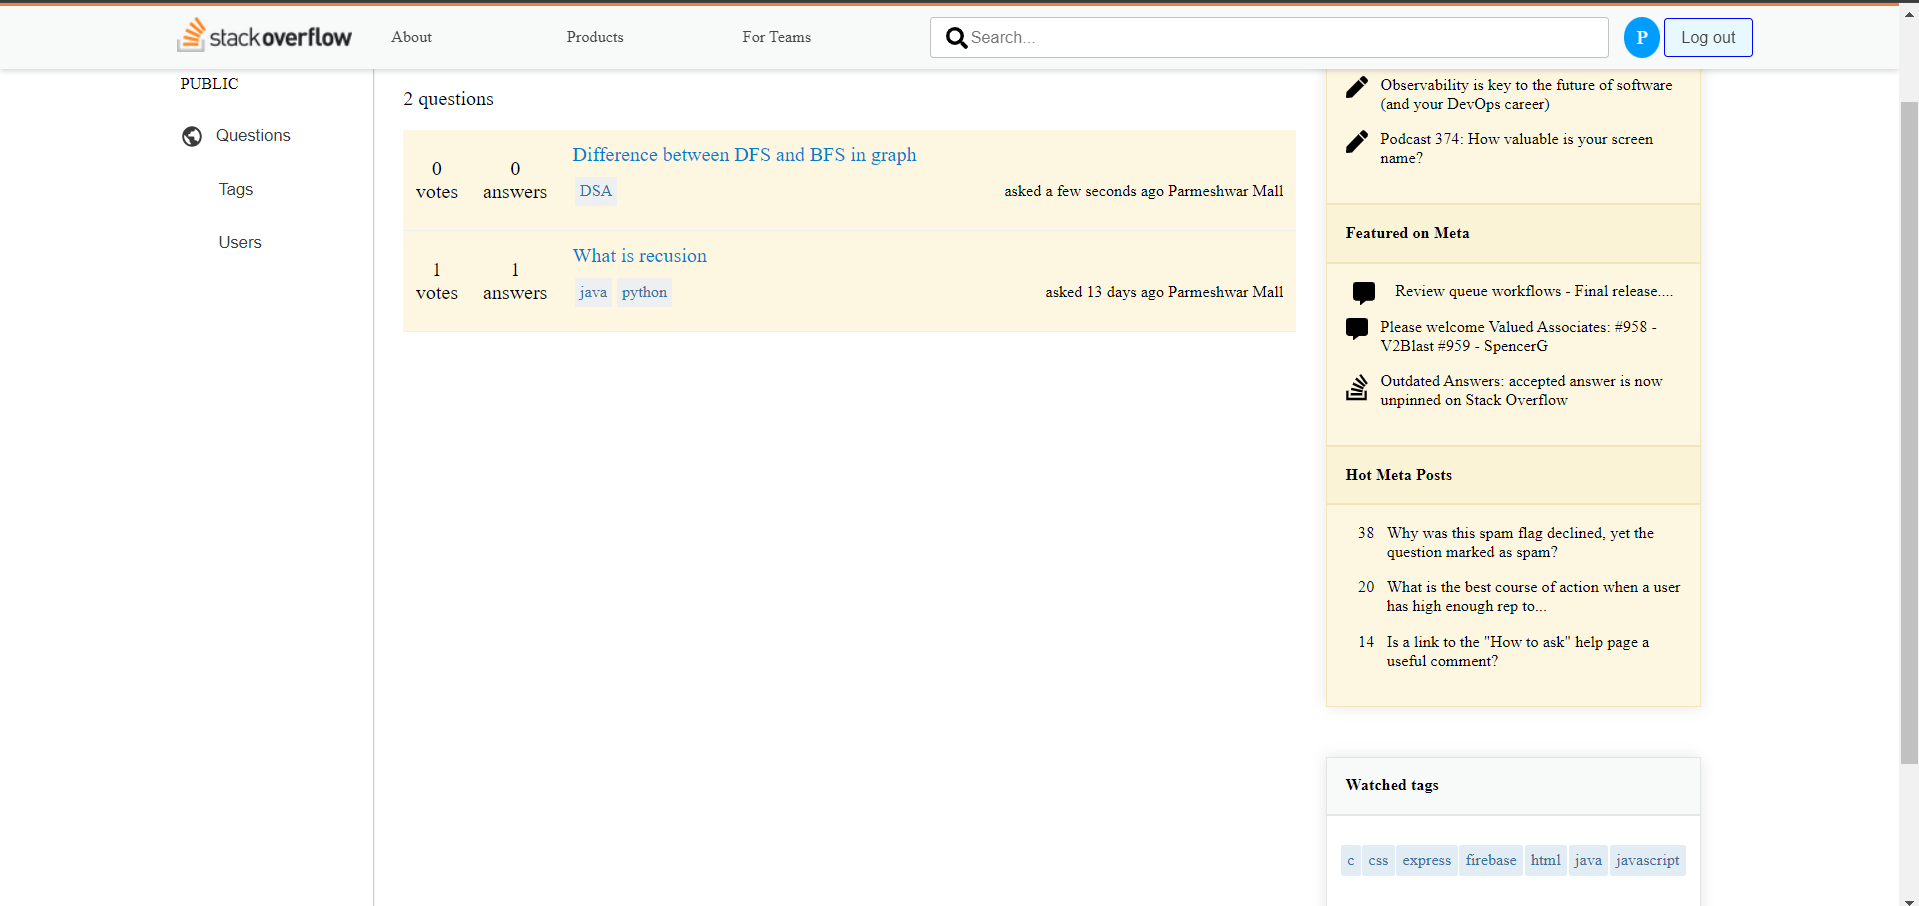 stackoverflow
About
Products
For Teams
Search...
P
Log out
PUBLIC
Questions
Tags
Users
2 questions
0
votes
0
answers
Difference between DFS and BFS in graph
DSA
asked a few seconds ago Parmeshwar Mall
1
votes
1
answers
What is recusion
java python
asked 13 days ago Parmeshwar Mall
Observability is key to the future of software
(and your DevOps career)
Podcast 374: How valuable is your screen
name?
Featured on Meta
Review queue workflows - Final release....
Please welcome Valued Associates: #958 -
V2Blast #959 - SpencerG
Outdated Answers: accepted answer is now
unpinned on Stack Overflow
Hot Meta Posts
38 Why was this spam flag declined, yet the
question marked as spam?
20 What is the best course of action when a user
has high enough rep to...
14 Is a link to the "How to ask" help page a
useful comment?
Watched tags
c css express firebase html java javascript